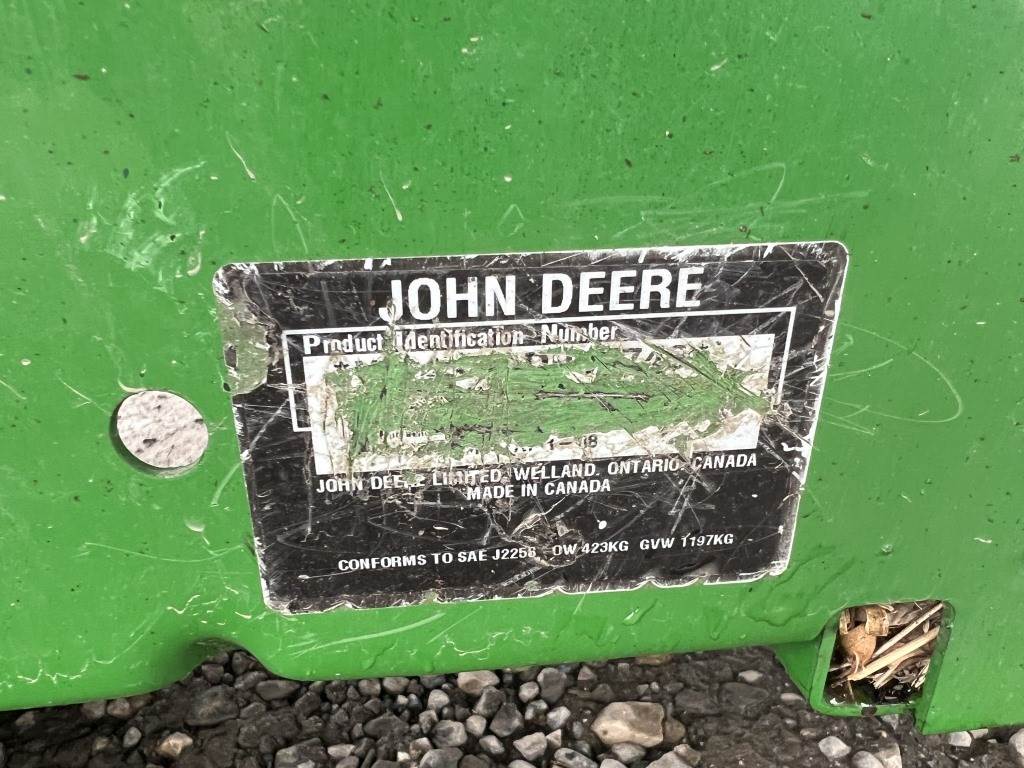 JOHN DEERE
Product Identification Number
JOHN DEERE LIMITED, WELLAND, ONTARIO, CANADA
MADE IN CANADA
CONFORMS TO SAE J2258 OW 423KG GVW 1197KG